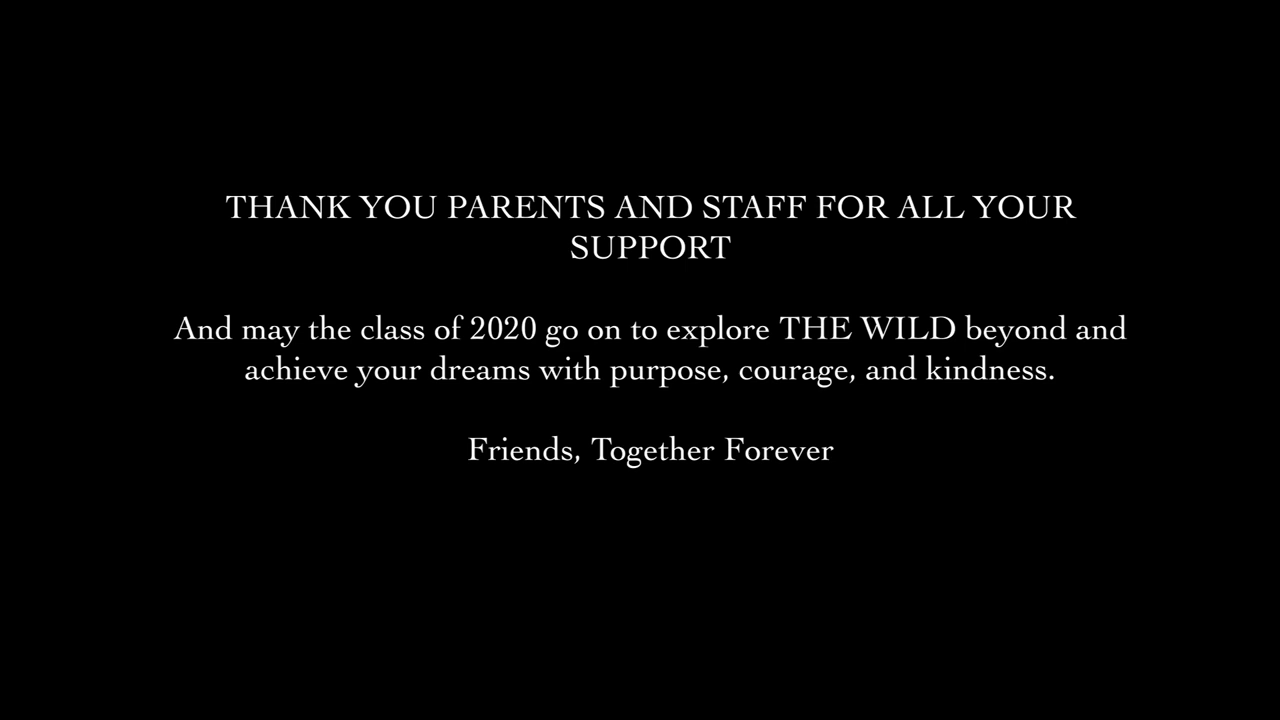 THANK YOU PARENTS AND STAFF FOR ALL YOUR
SUPPORT
And may the class of 2020 go on to explore THE WILD beyond and
achieve your dreams with purpose, courage, and kindness.
Friends, Together Forever